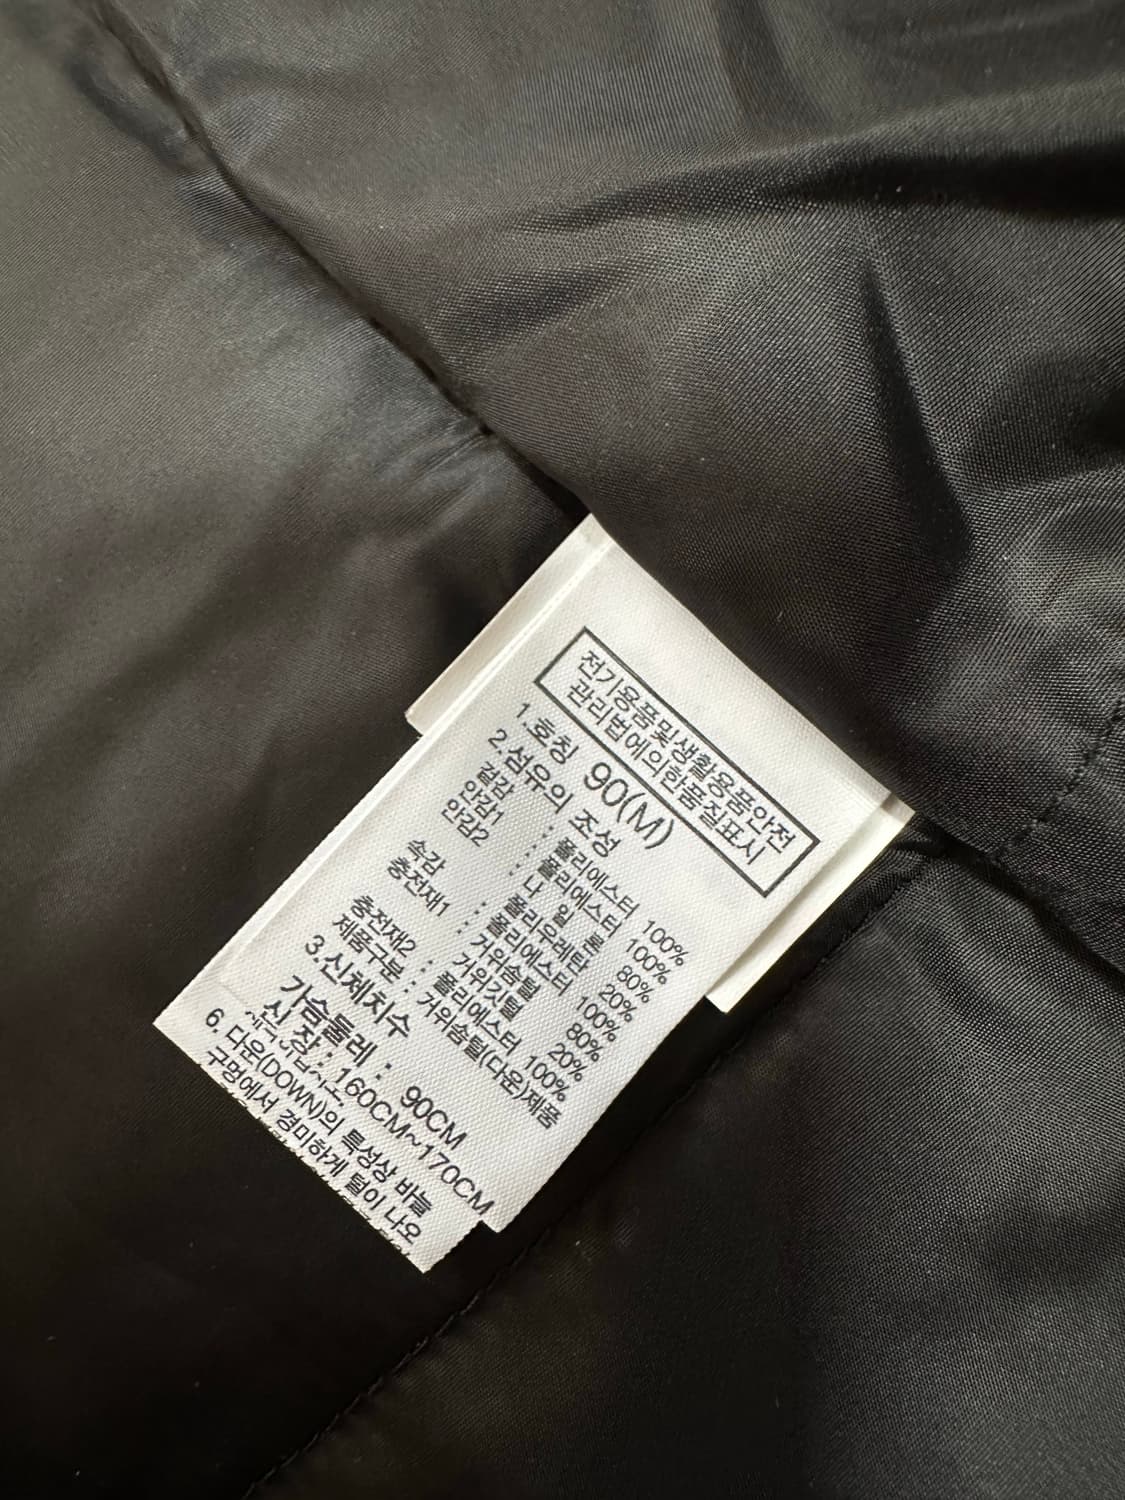 전기용품및생활용품안전
관리법에의한품질표시
1.호칭 90(M)
2.섬유의 조성
겉감 : 폴리에스터 100%
안감1 : 폴리에스터 100%
안감2 : 나 일 론 80%
폴리우레탄 20%
속감 : 폴리에스터 100%
충전재1 : 거위솜털 80%
거위깃털 20%
충전재2 : 폴리에스터 100%
제품구분 : 거위솜털(다운)제품
3.신체치수
가슴둘레 : 90CM
신 장 : 160CM~170CM
6. 다운(DOWN)의 특성상 바늘
구멍에서 경미하게 털이 나오